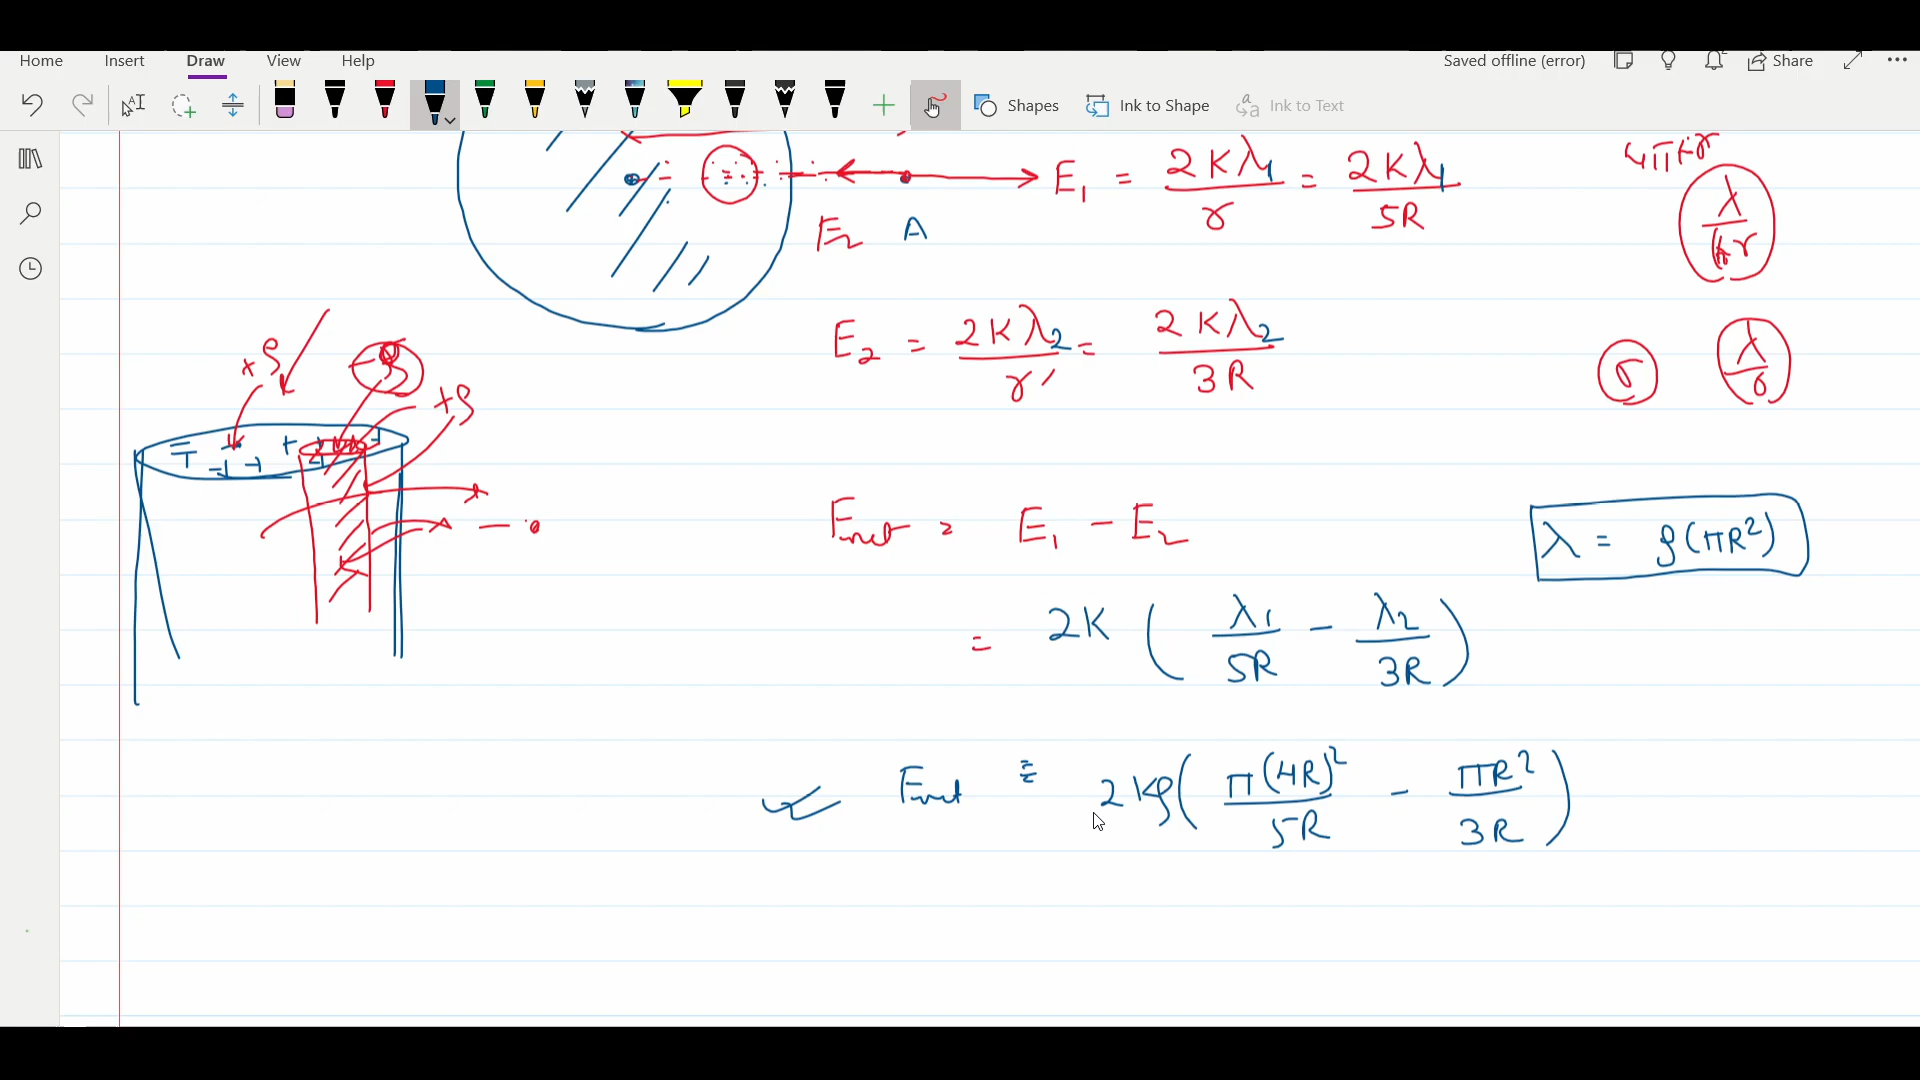 Home Insert Draw View Help
Saved offline (error) Share
Shapes Ink to Shape Ink to Text
E₁ = 2Kλ₁/r = 2Kλ₁/5R
E₂ A
λ
E₂ = 2Kλ₂/r′ = 2Kλ₂/3R
+ρ
-ρ
+ρ
σ
λ
Enet = E₁ - E₂
λ = ρ(πR²)
= 2K (λ₁/5R - λ₂/3R)
Enet = 2Kρ(π(4R)²/5R - πR²/3R)